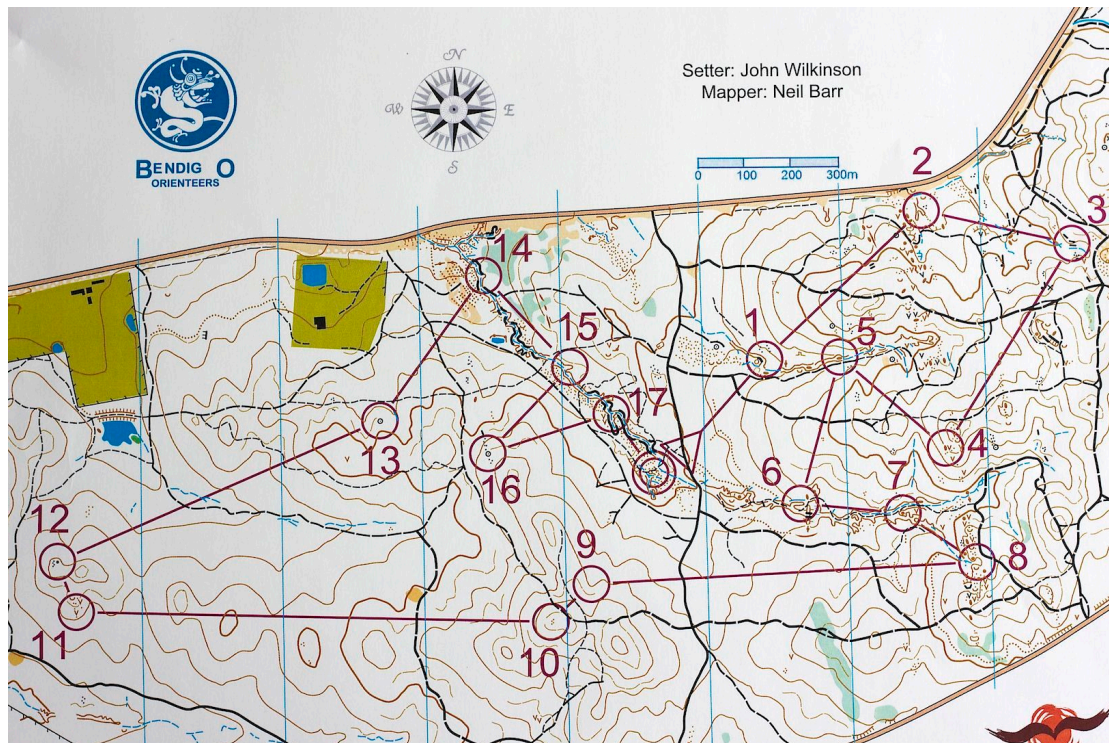 N
W
E
S
Setter: John Wilkinson
Mapper: Neil Barr
BENDIG O
ORIENTEERS
0 100 200 300m
2
3
14
1
5
15
17
13
4
16
6
7
12
9
8
11
10